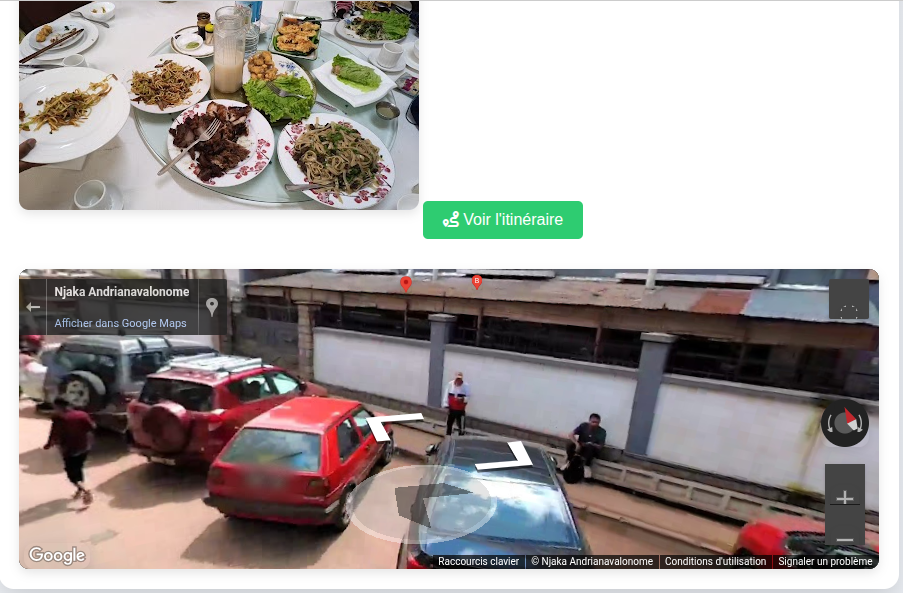 Voir l'itinéraire
Njaka Andrianavalonome
Afficher dans Google Maps
B
Google
Raccourcis clavier
© Njaka Andrianavalonome
Conditions d'utilisation
Signaler un problème